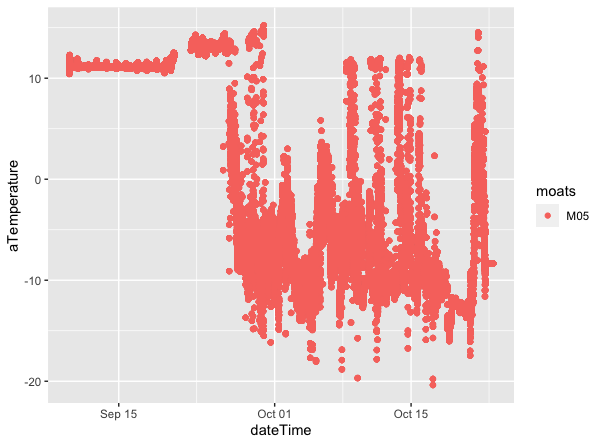 10
0
-10
-20
aTemperature
Sep 15
Oct 01
Oct 15
dateTime
moats
M05